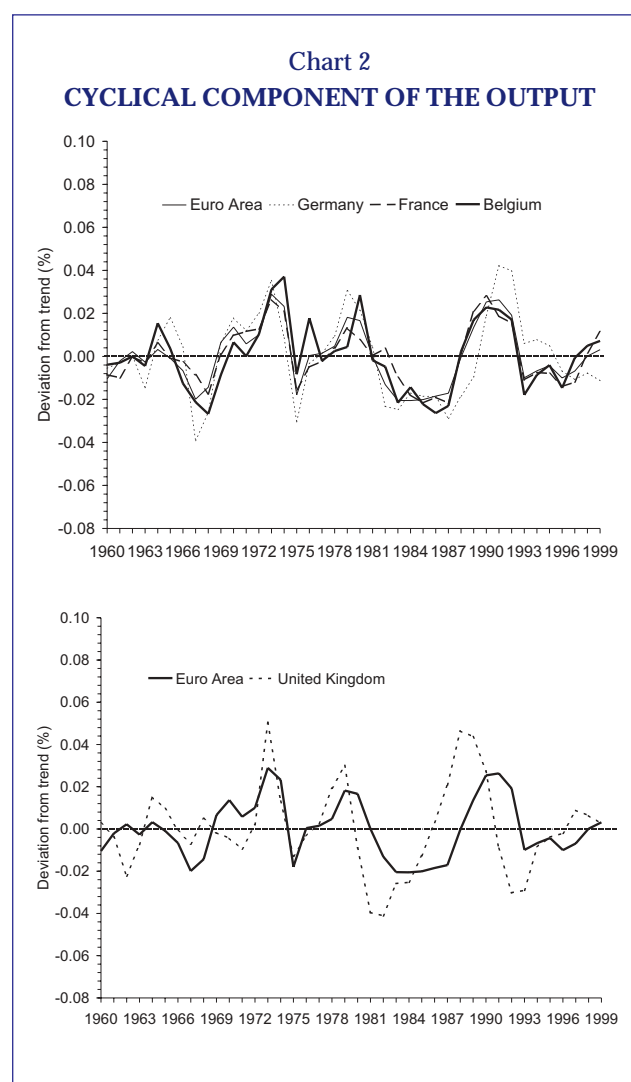 Chart 2
CYCLICAL COMPONENT OF THE OUTPUT
0.10
0.08
0.06
0.04
0.02
0.00
-0.02
-0.04
-0.06
-0.08
Deviation from trend (%)
Euro Area Germany France Belgium
1960 1963 1966 1969 1972 1975 1978 1981 1984 1987 1990 1993 1996 1999
0.10
0.08
0.06
0.04
0.02
0.00
-0.02
-0.04
-0.06
-0.08
Deviation from trend (%)
Euro Area United Kingdom
1960 1963 1966 1969 1972 1975 1978 1981 1984 1987 1990 1993 1996 1999